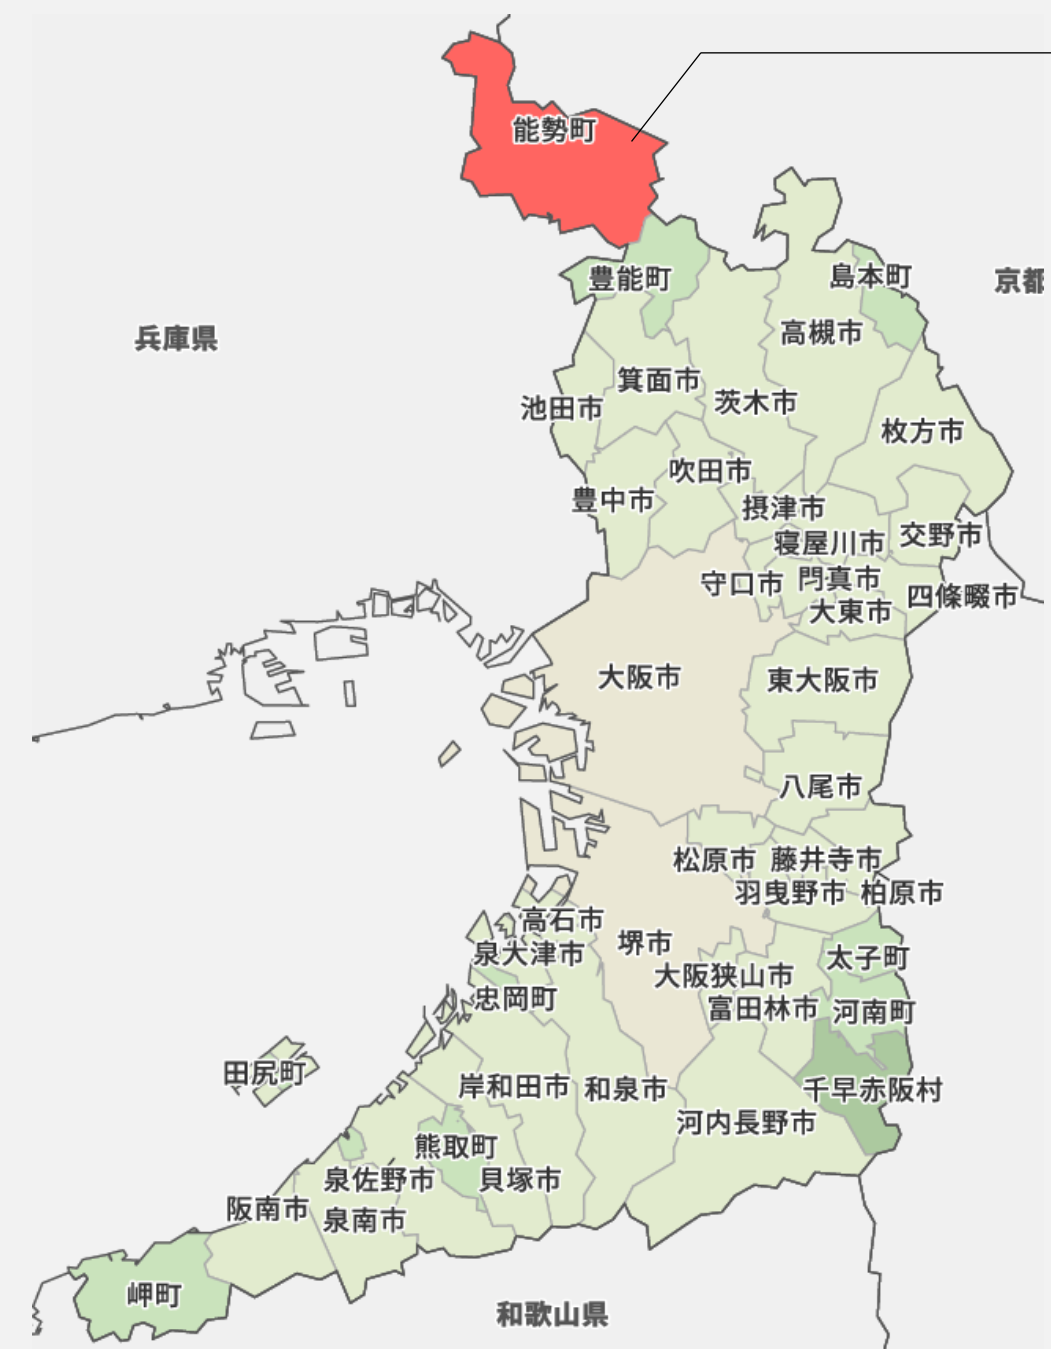 能勢町
豊能町
島本町
京都
高槻市
兵庫県
箕面市
池田市
茨木市
枚方市
吹田市
豊中市
摂津市
交野市
寝屋川市
守口市
門真市
四條畷市
大東市
大阪市
東大阪市
八尾市
松原市
藤井寺市
羽曳野市
柏原市
高石市
堺市
泉大津市
太子町
大阪狭山市
忠岡町
富田林市
河南町
田尻町
岸和田市
和泉市
千早赤阪村
河内長野市
熊取町
泉佐野市
貝塚市
阪南市
泉南市
岬町
和歌山県